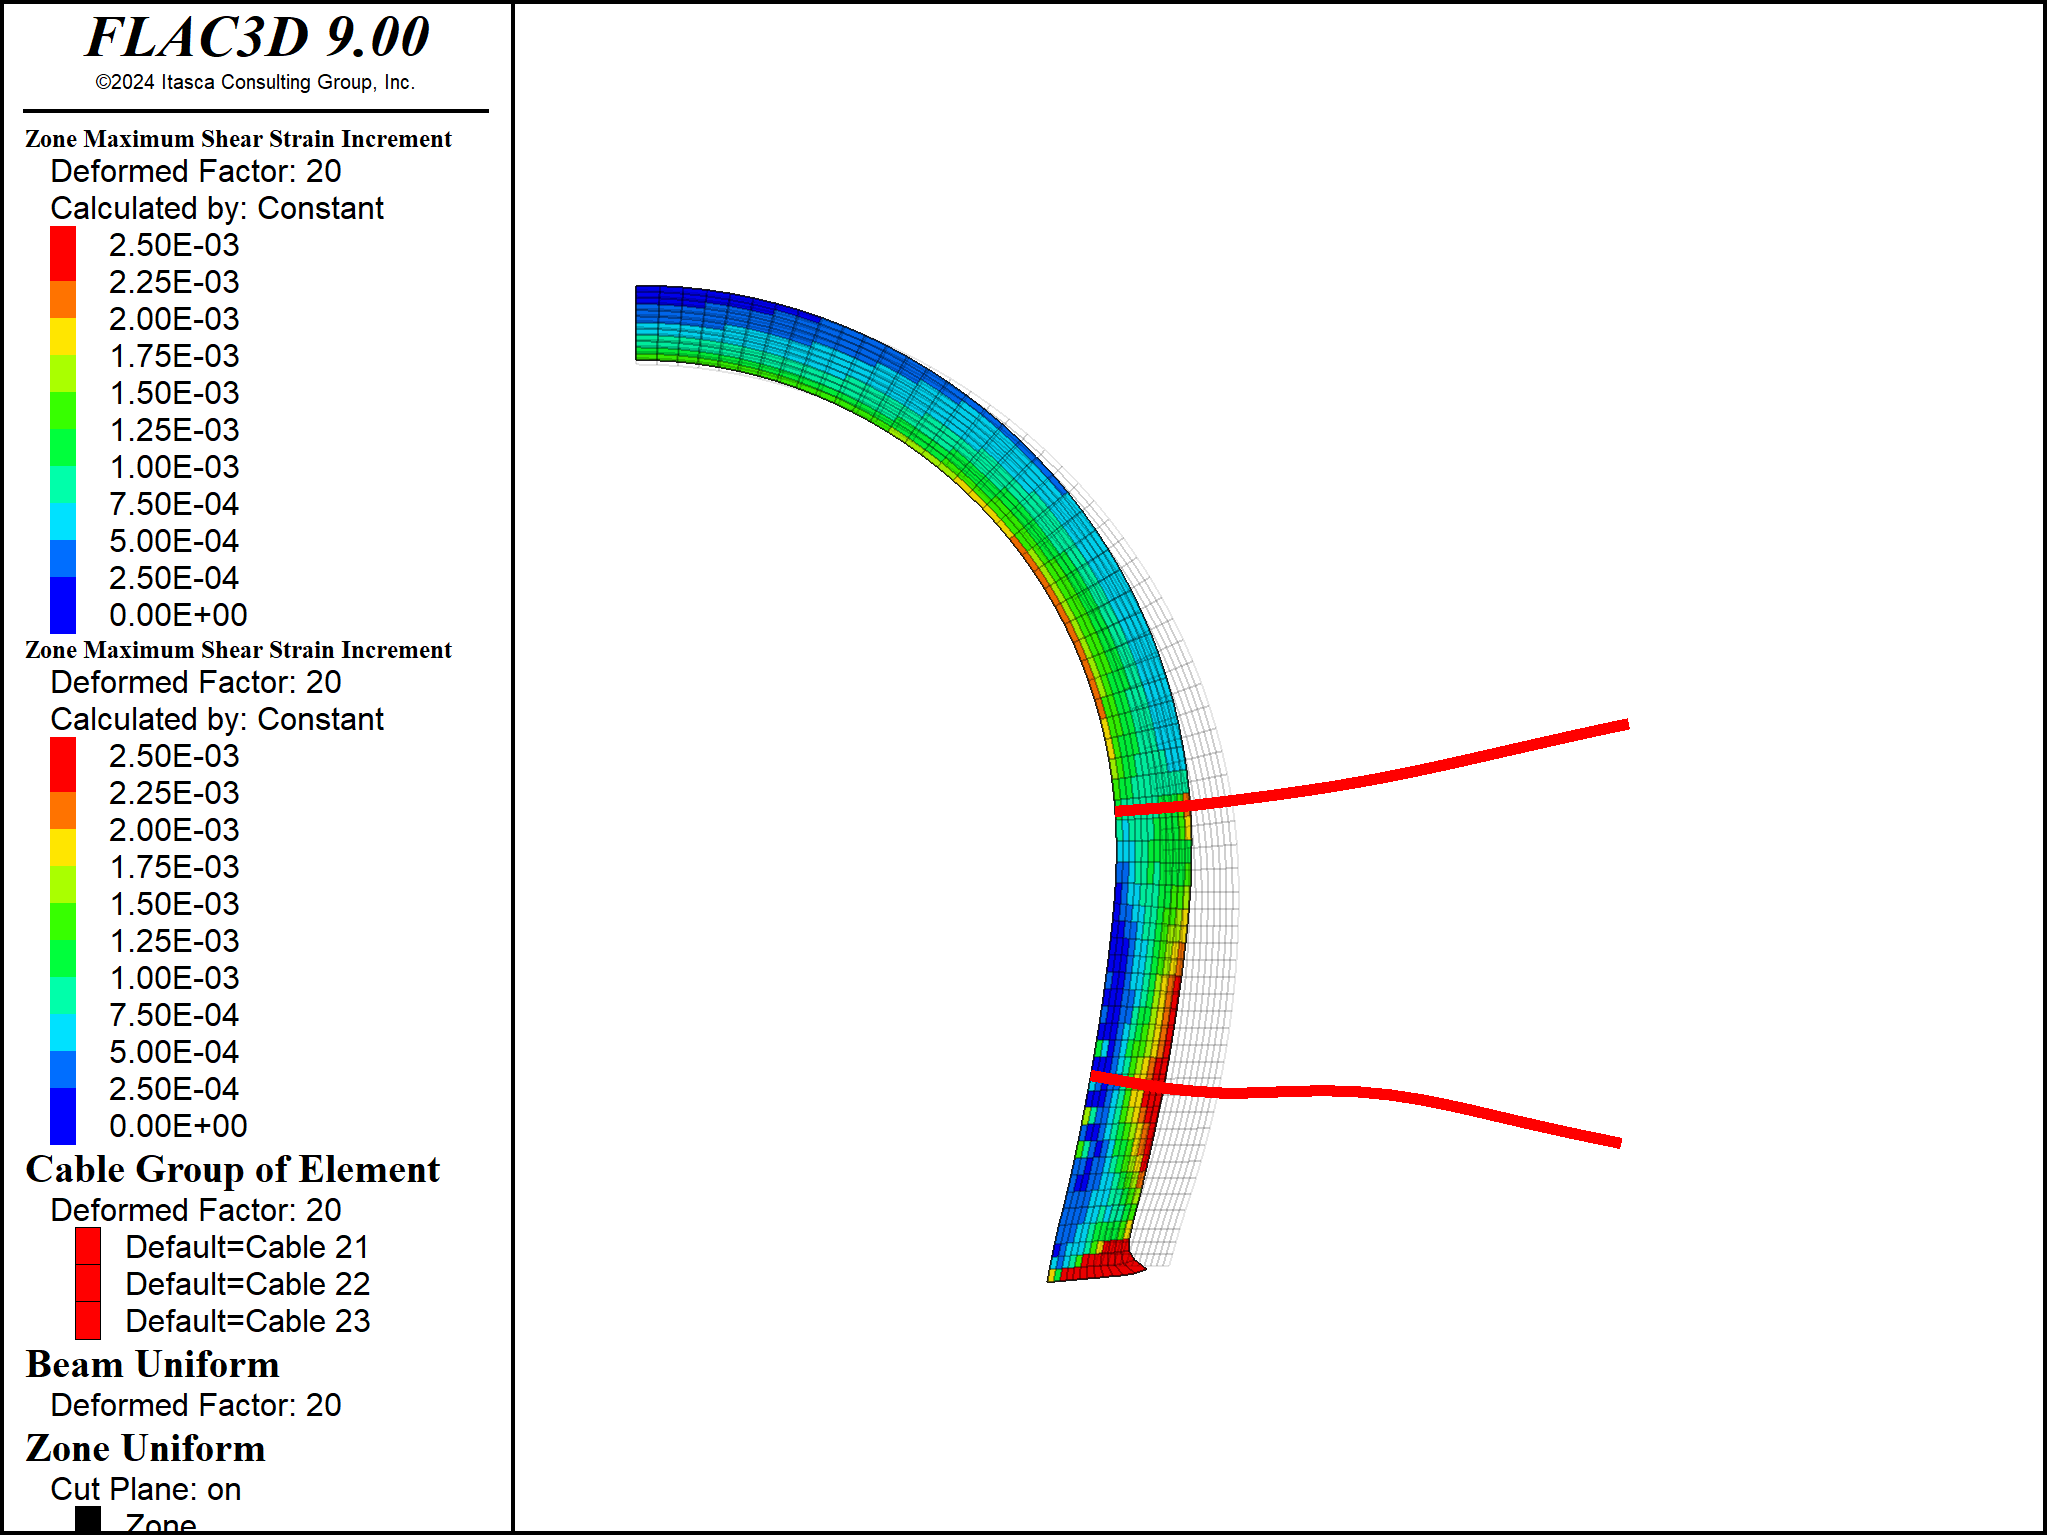 FLAC3D 9.00
©2024 Itasca Consulting Group, Inc.
Zone Maximum Shear Strain Increment
Deformed Factor: 20
Calculated by: Constant
2.50E-03
2.25E-03
2.00E-03
1.75E-03
1.50E-03
1.25E-03
1.00E-03
7.50E-04
5.00E-04
2.50E-04
0.00E+00
Zone Maximum Shear Strain Increment
Deformed Factor: 20
Calculated by: Constant
2.50E-03
2.25E-03
2.00E-03
1.75E-03
1.50E-03
1.25E-03
1.00E-03
7.50E-04
5.00E-04
2.50E-04
0.00E+00
Cable Group of Element
Deformed Factor: 20
Default=Cable 21
Default=Cable 22
Default=Cable 23
Beam Uniform
Deformed Factor: 20
Zone Uniform
Cut Plane: on
Zone